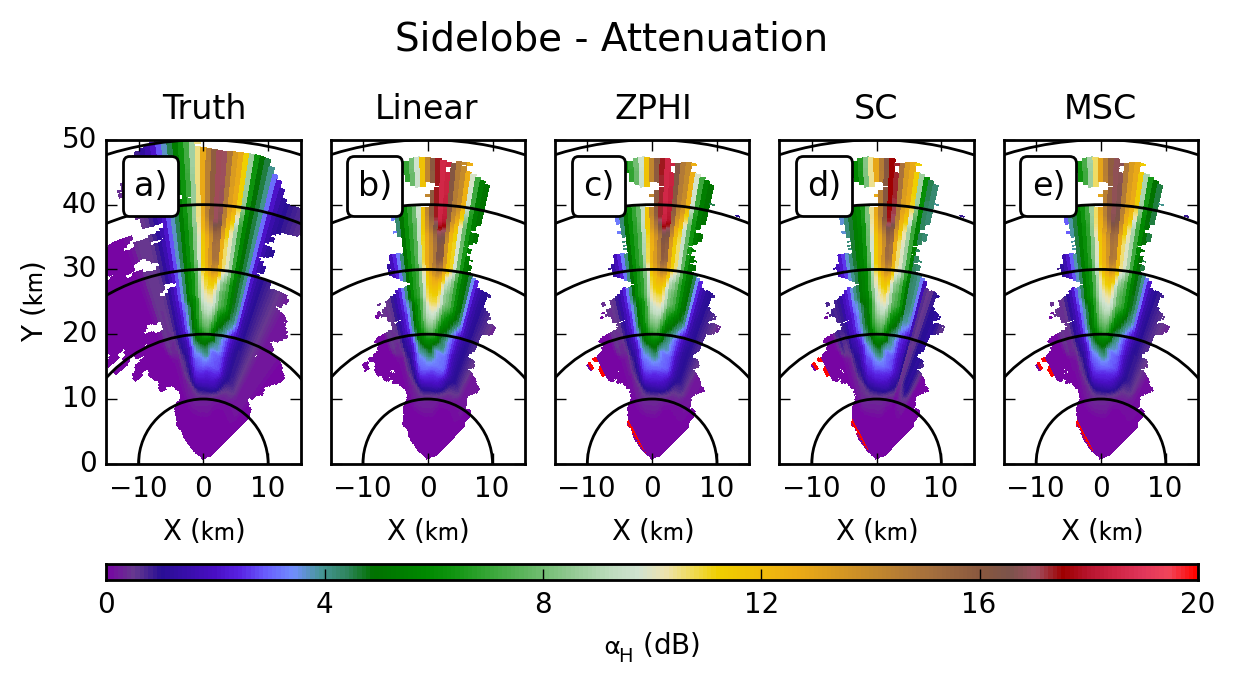 Sidelobe - Attenuation
Truth Linear ZPHI SC MSC
a) b) c) d) e)
50
40
30
20
10
0
Y (km)
−10 0 10 −10 0 10 −10 0 10 −10 0 10 −10 0 10
X (km) X (km) X (km) X (km) X (km)
0 4 8 12 16 20
αH (dB)